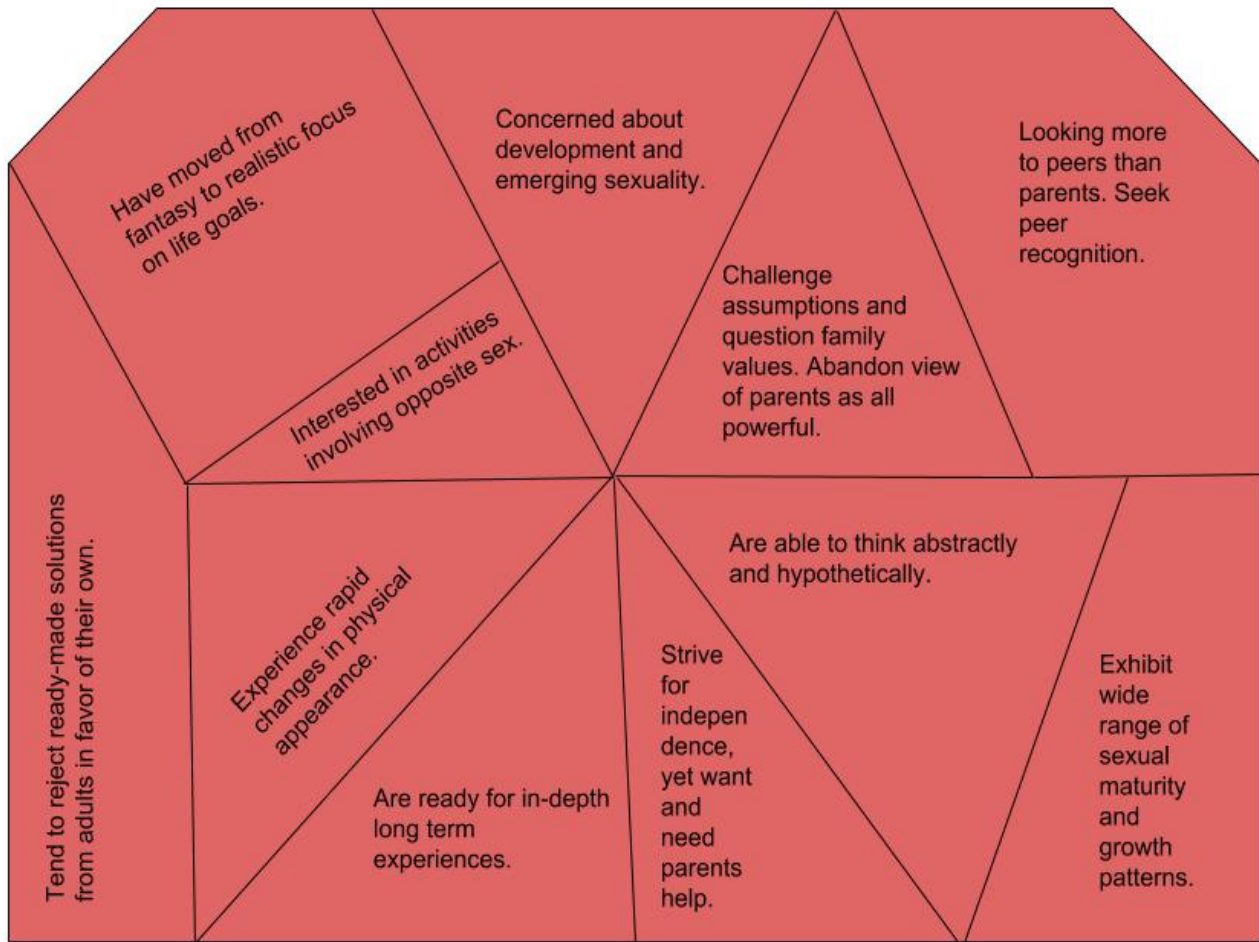 Have moved from
fantasy to realistic focus
on life goals.
Concerned about
development and
emerging sexuality.
Looking more
to peers than
parents. Seek
peer
recognition.
Challenge
assumptions and
question family
values. Abandon view
of parents as all
powerful.
Interested in activities
involving opposite sex.
Tend to reject ready-made solutions
from adults in favor of their own.
Experience rapid
changes in physical
appearance.
Are ready for in-depth
long term
experiences.
Strive
for
indepen
dence,
yet want
and
need
parents
help.
Are able to think abstractly
and hypothetically.
Exhibit
wide
range of
sexual
maturity
and
growth
patterns.